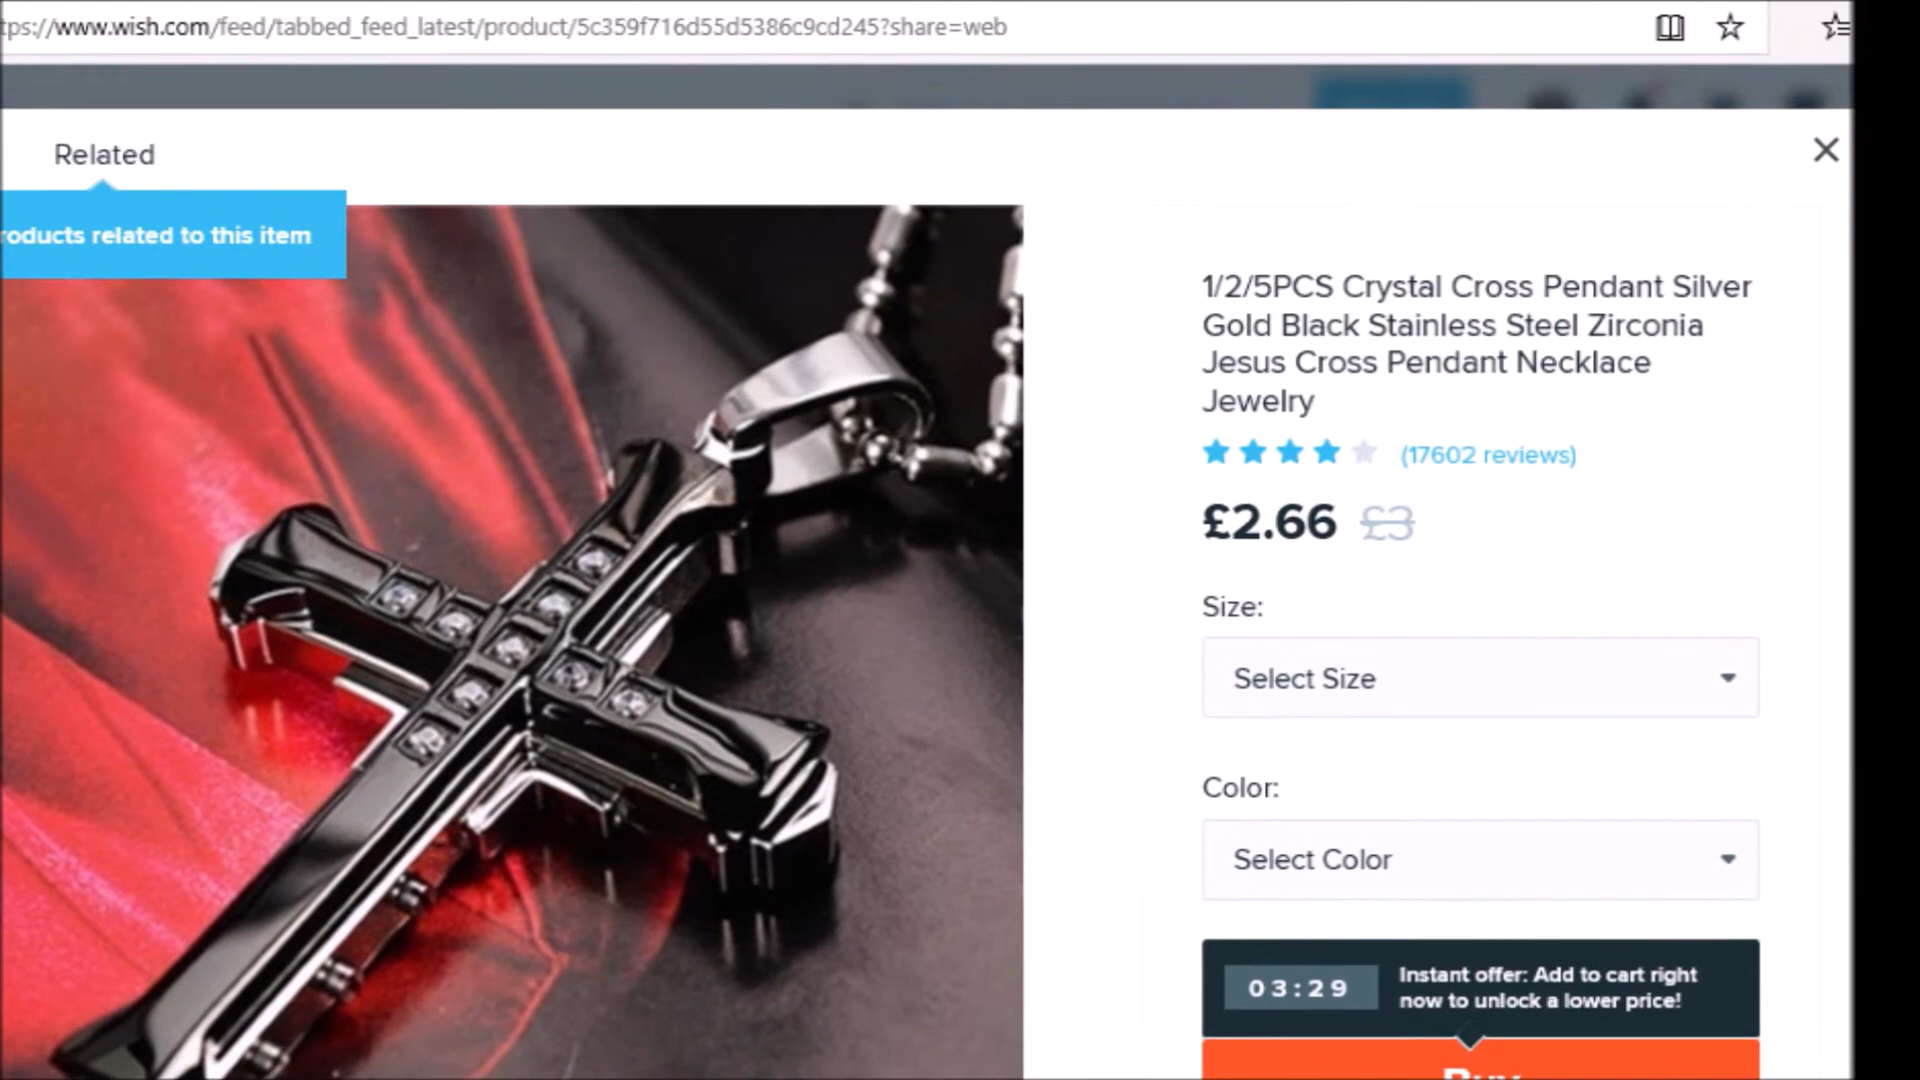 tps://www.wish.com/feed/tabbed_feed_latest/product/5c359f716d55d5386c9cd245?share=web
Related
roducts related to this item
1/2/5PCS Crystal Cross Pendant Silver
Gold Black Stainless Steel Zirconia
Jesus Cross Pendant Necklace
Jewelry
(17602 reviews)
£2.66 £3
Size:
Select Size
Color:
Select Color
03:29
Instant offer: Add to cart right
now to unlock a lower price!
Buy